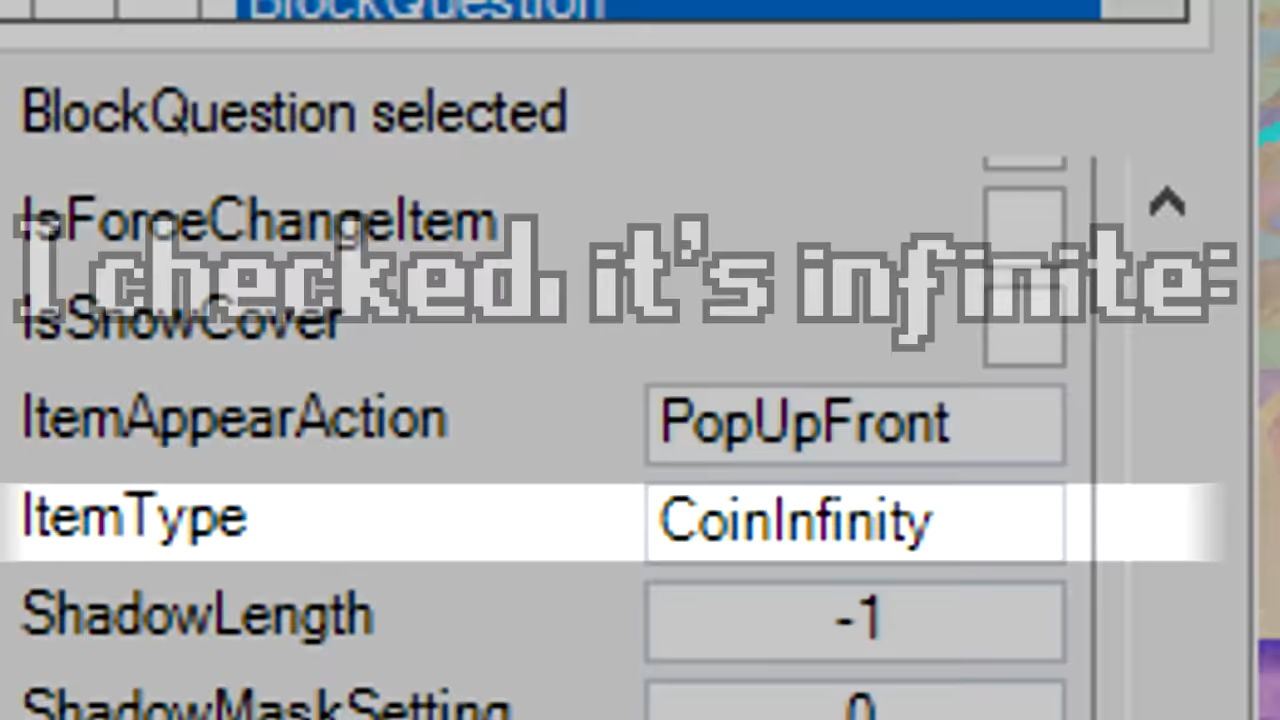 BlockQuestion
BlockQuestion selected
IsForceChangeItem
I checked, it's infinite:
IsSnowCover
ItemAppearAction PopUpFront
ItemType CoinInfinity
ShadowLength -1
ShadowMaskSetting 0